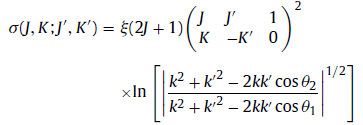 σ(J, K; J′, K′) = ξ(2J + 1) ( J J′ 1 / K −K′ 0 )²
×ln [ | k² + k′² − 2kk′ cos θ₂ / k² + k′² − 2kk′ cos θ₁ |^1/2 ]